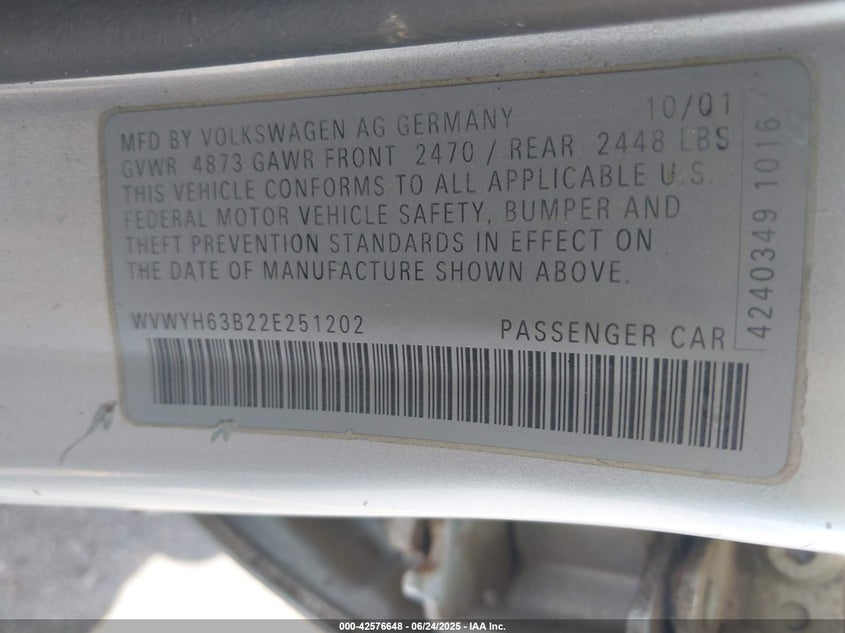 MFD BY VOLKSWAGEN AG GERMANY 10/01
GVWR 4873 GAWR FRONT 2470 / REAR 2448 LBS
THIS VEHICLE CONFORMS TO ALL APPLICABLE U.S.
FEDERAL MOTOR VEHICLE SAFETY, BUMPER AND
THEFT PREVENTION STANDARDS IN EFFECT ON
THE DATE OF MANUFACTURE SHOWN ABOVE.
WVWYH63B22E251202 PASSENGER CAR
4240349 1016
000-42576648 - 06/24/2025 - IAA Inc.